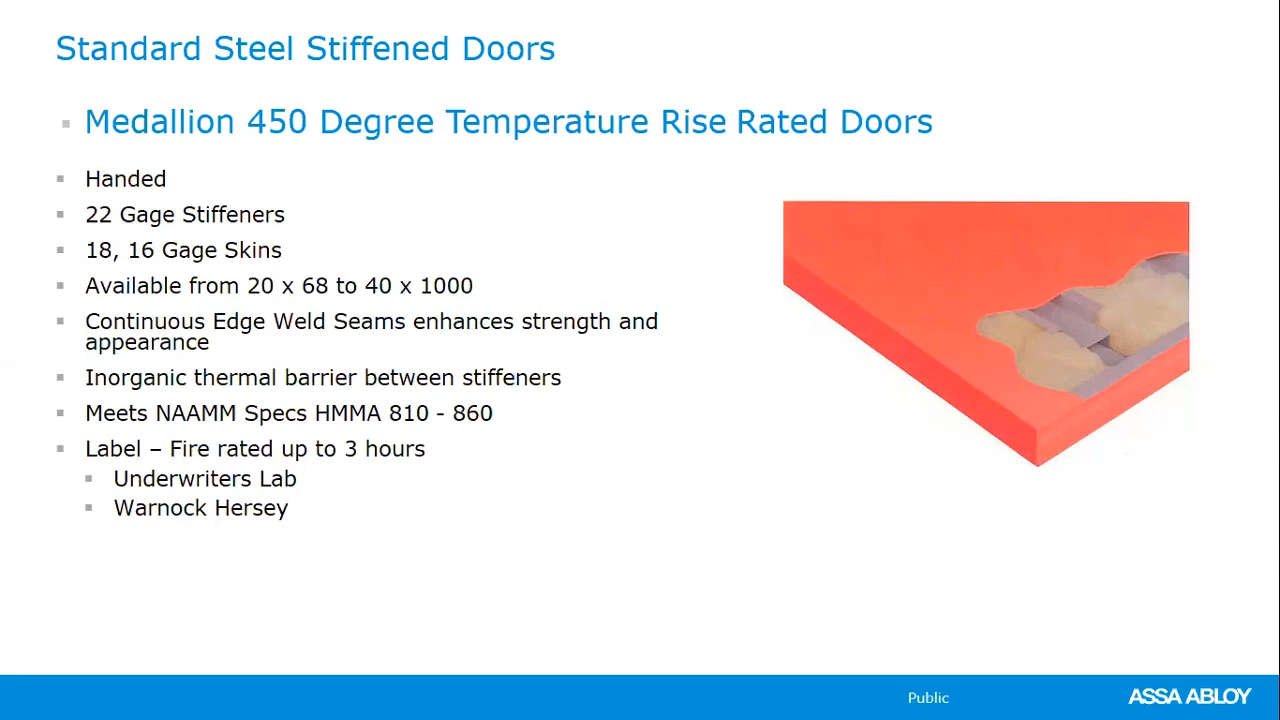 Standard Steel Stiffened Doors
Medallion 450 Degree Temperature Rise Rated Doors
Handed
22 Gage Stiffeners
18, 16 Gage Skins
Available from 20 x 68 to 40 x 1000
Continuous Edge Weld Seams enhances strength and
appearance
Inorganic thermal barrier between stiffeners
Meets NAAMM Specs HMMA 810 - 860
Label – Fire rated up to 3 hours
Underwriters Lab
Warnock Hersey
Public
ASSA ABLOY